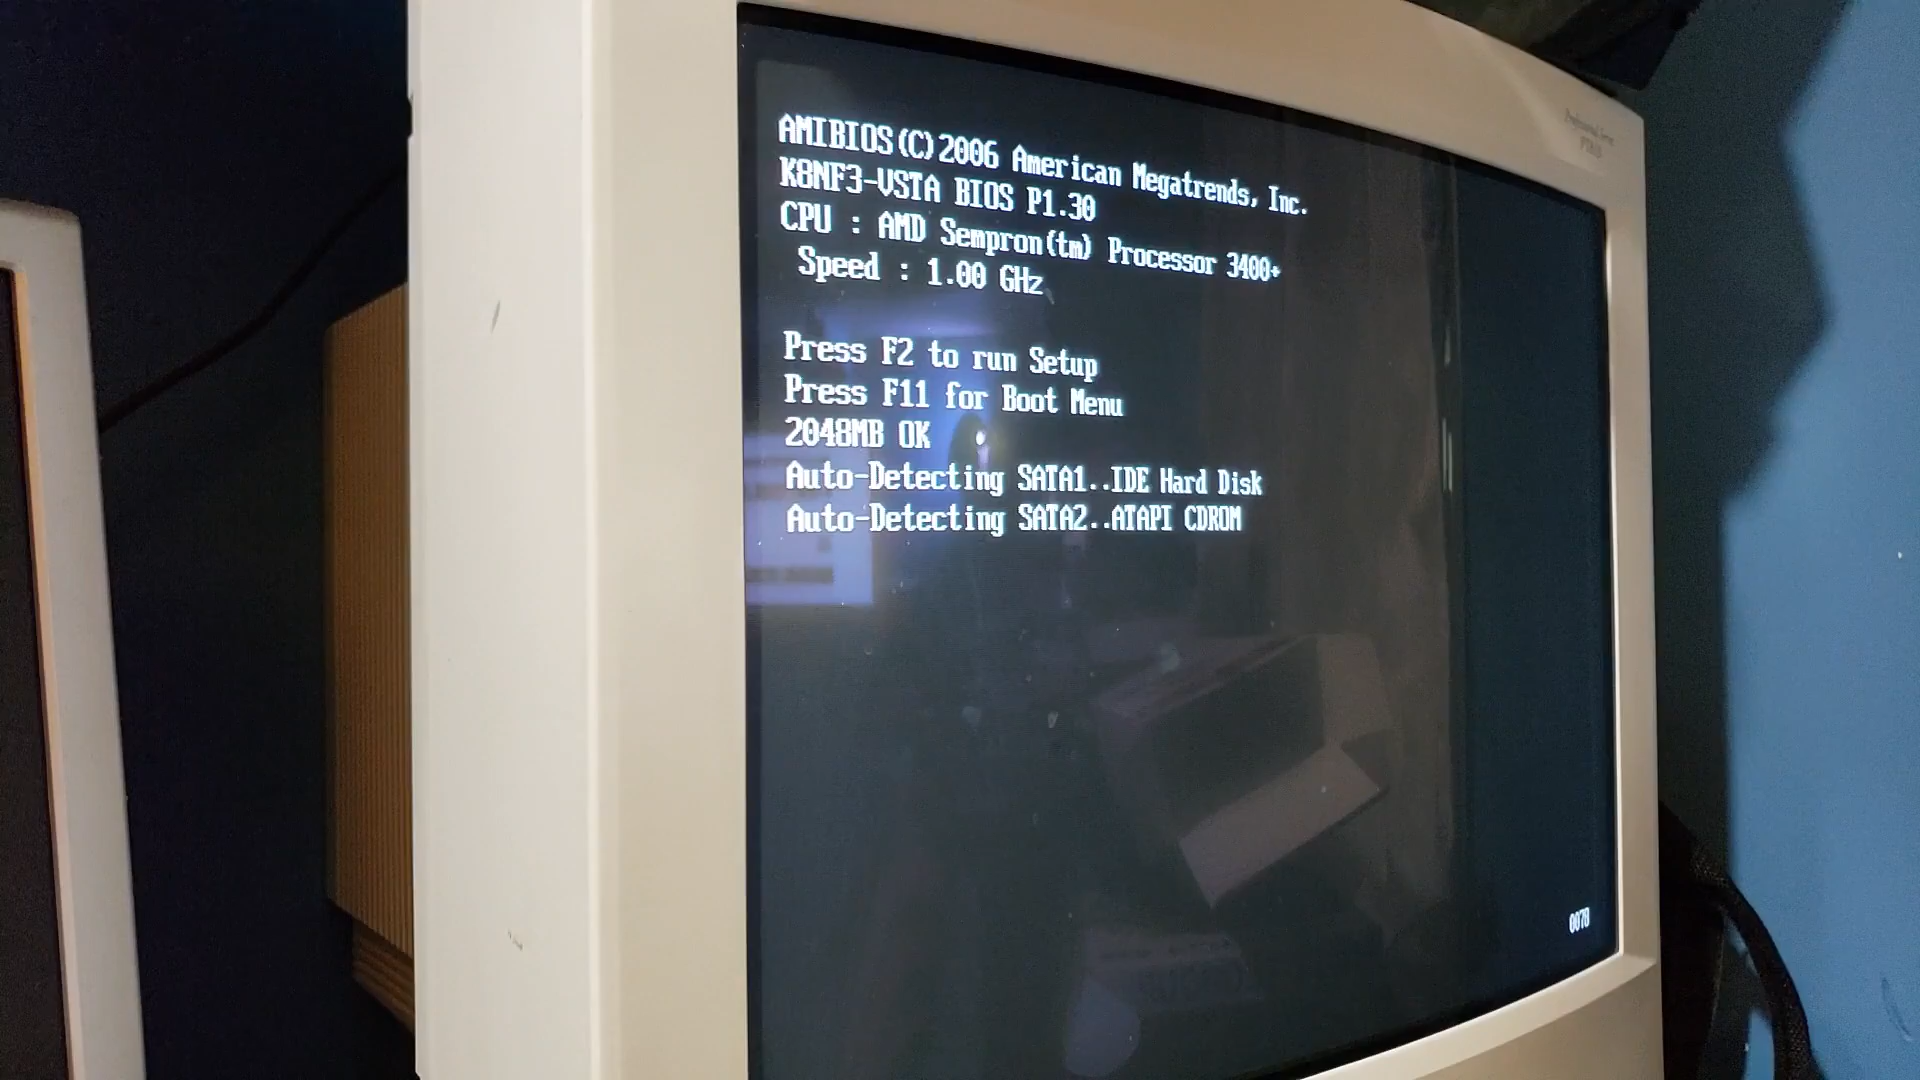 AMIBIOS(C)2006 American Megatrends, Inc.
K8NF3-VSTA BIOS P1.30
CPU : AMD Sempron(tm) Processor 3400+
Speed : 1.00 GHz
Press F2 to run Setup
Press F11 for Boot Menu
2048MB OK
Auto-Detecting SATA1..IDE Hard Disk
Auto-Detecting SATA2..ATAPI CDROM
0078